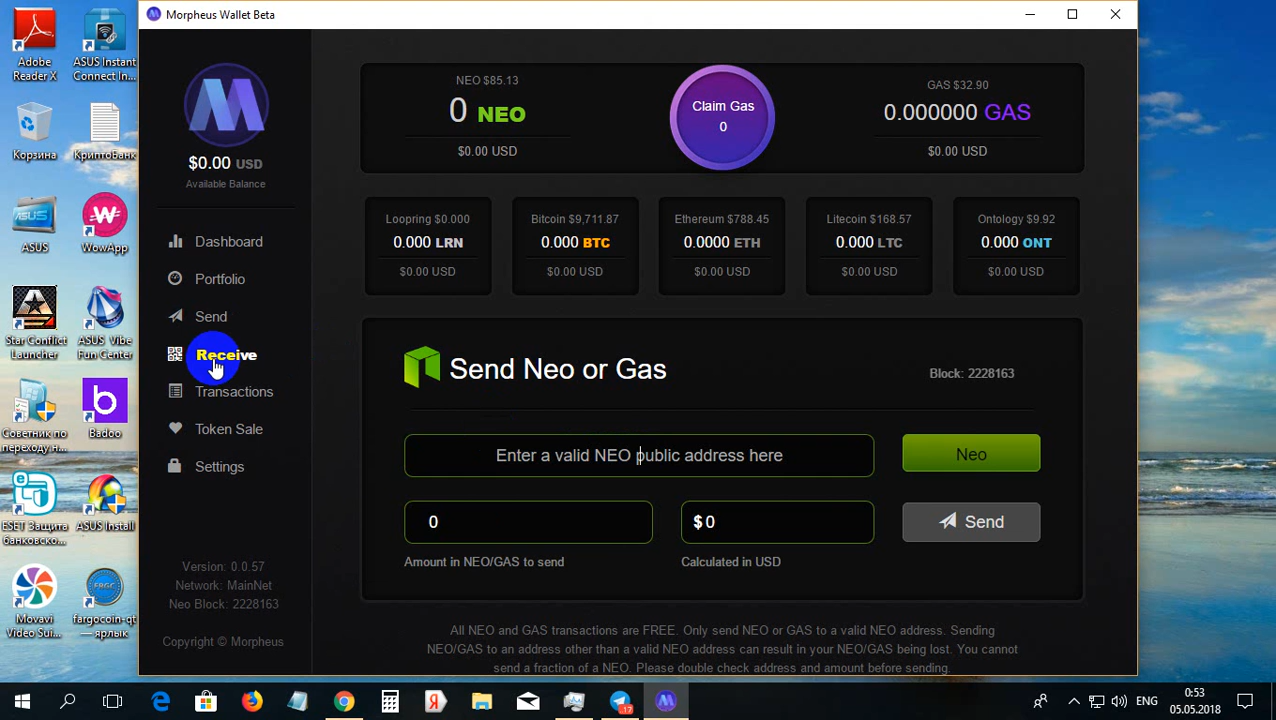 Morpheus Wallet Beta
Adobe
Reader X
ASUS Instant
Connect In...
Корзина
КриптоБанк
ASUS
WowApp
Star Conflict
Launcher
ASUS Vibe
Fun Center
Советник по
переходу н...
Badoo
ESET Защита
банковско...
ASUS Install
Movavi
Video Sui...
fargocoin-qt
— ярлык
FRGC
$0.00 USD
Available Balance
Dashboard
Portfolio
Send
Receive
Transactions
Token Sale
Settings
Version: 0.0.57
Network: MainNet
Neo Block: 2228163
Copyright © Morpheus
NEO $85.13
0 NEO
$0.00 USD
Claim Gas
0
GAS $32.90
0.000000 GAS
$0.00 USD
Loopring $0.000
0.000 LRN
$0.00 USD
Bitcoin $9,711.87
0.000 BTC
$0.00 USD
Ethereum $788.45
0.0000 ETH
$0.00 USD
Litecoin $168.57
0.000 LTC
$0.00 USD
Ontology $9.92
0.000 ONT
$0.00 USD
Send Neo or Gas
Block: 2228163
Enter a valid NEO public address here
Neo
0
$ 0
Send
Amount in NEO/GAS to send
Calculated in USD
All NEO and GAS transactions are FREE. Only send NEO or GAS to a valid NEO address. Sending
NEO/GAS to an address other than a valid NEO address can result in your NEO/GAS being lost. You cannot
send a fraction of a NEO. Please double check address and amount before sending.
17
ENG
0:53
05.05.2018